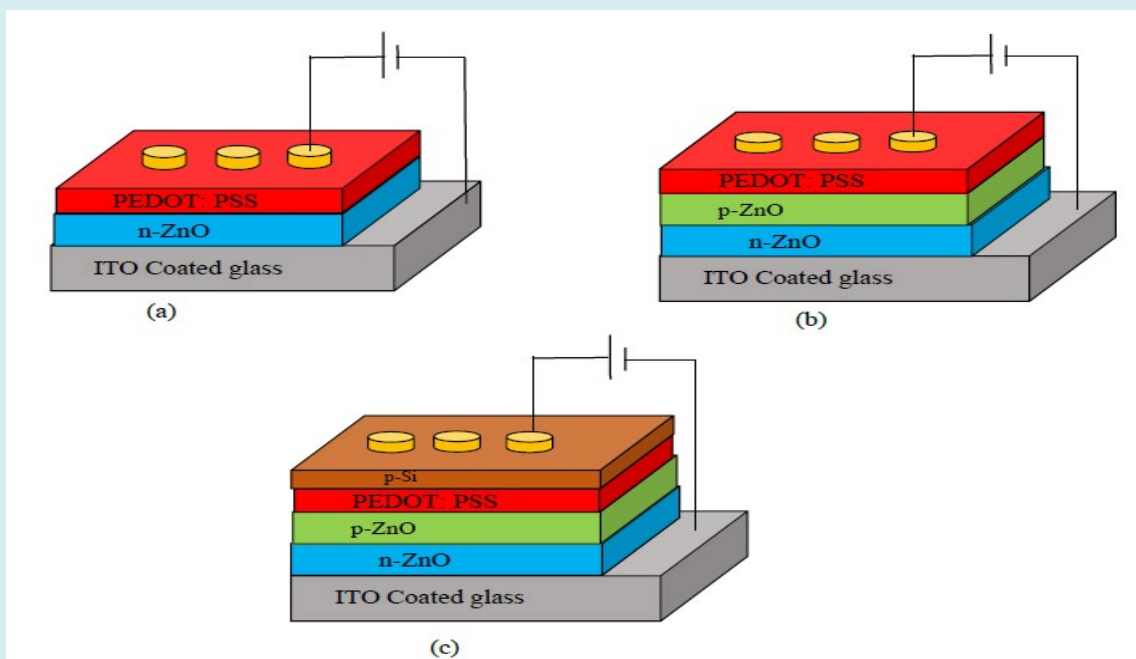 PEDOT: PSS
n-ZnO
ITO Coated glass
(a)
PEDOT: PSS
p-ZnO
n-ZnO
ITO Coated glass
(b)
p-Si
PEDOT: PSS
p-ZnO
n-ZnO
ITO Coated glass
(c)